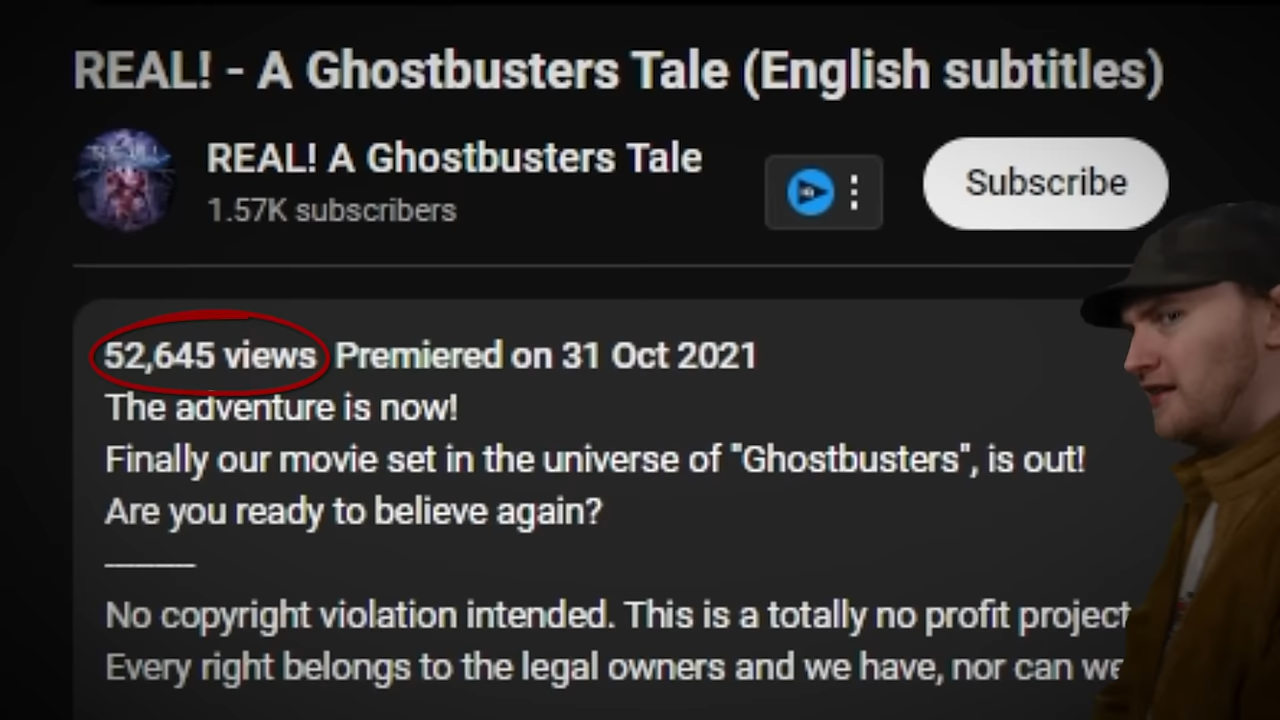 REAL! - A Ghostbusters Tale (English subtitles)
REAL! A Ghostbusters Tale
1.57K subscribers
Subscribe
52,645 views Premiered on 31 Oct 2021
The adventure is now!
Finally our movie set in the universe of "Ghostbusters", is out!
Are you ready to believe again?
No copyright violation intended. This is a totally no profit project
Every right belongs to the legal owners and we have, nor can we